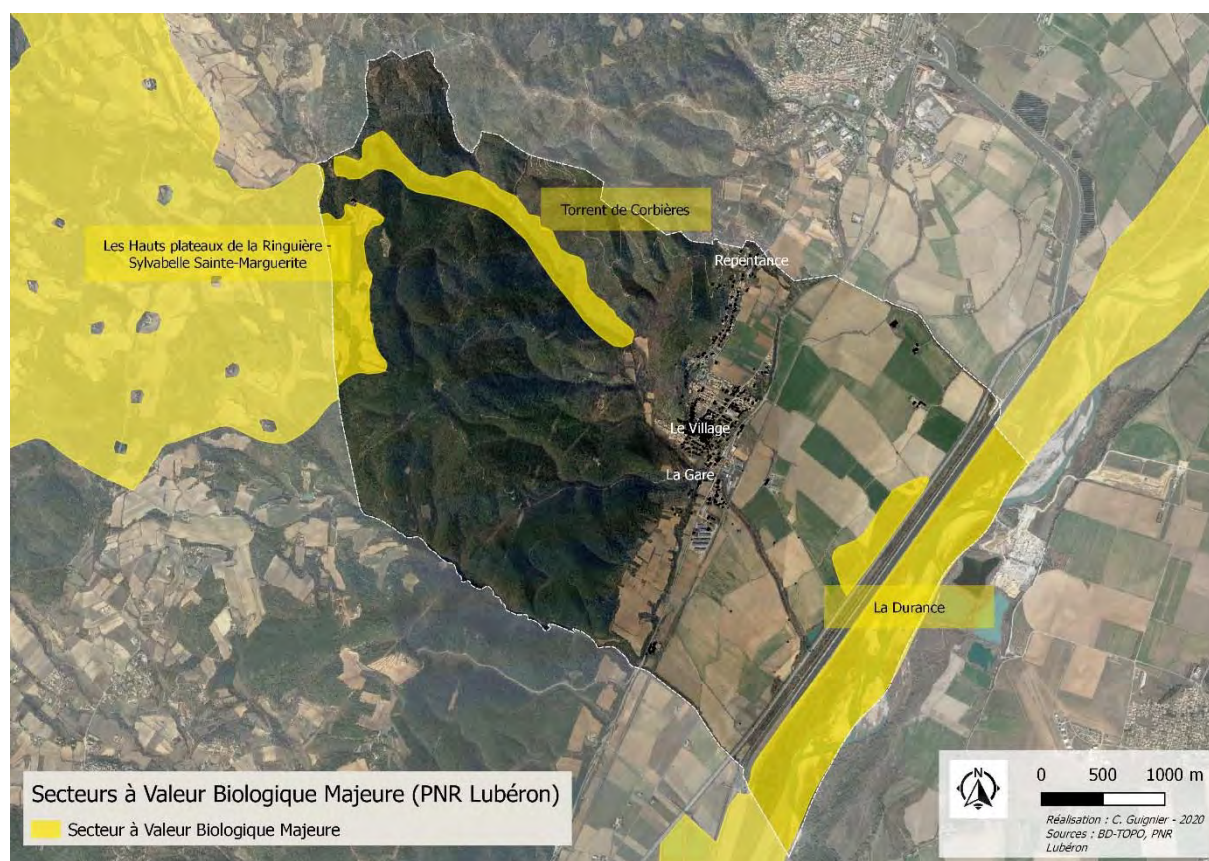 Torrent de Corbières
Les Hauts plateaux de la Ringuière -
Sylvabelle Sainte-Marguerite
Repentance
Le Village
La Gare
La Durance
Secteurs à Valeur Biologique Majeure (PNR Lubéron)
Secteur à Valeur Biologique Majeure
N
0 500 1000 m
Réalisation : C. Guignier - 2020
Sources : BD-TOPO, PNR
Lubéron